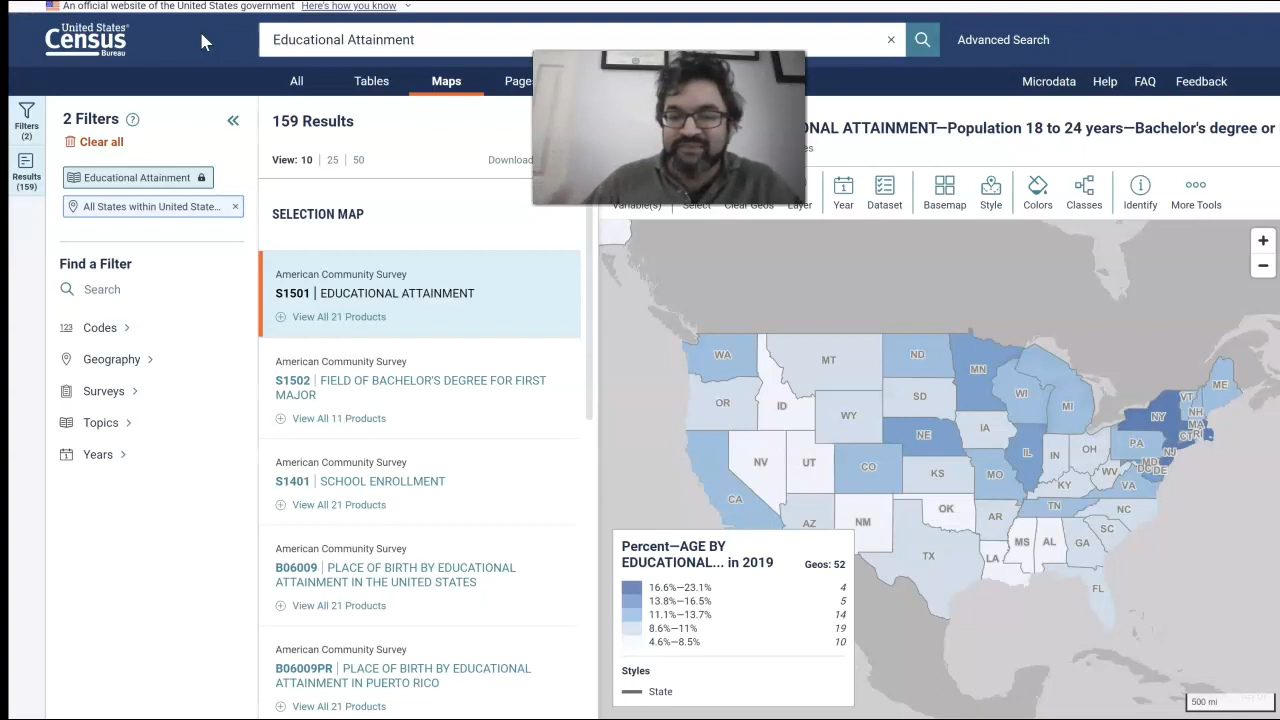 An official website of the United States government Here's how you know
United States®
Census
Bureau
Educational Attainment
Advanced Search
All
Tables
Maps
Page
Microdata
Help
FAQ
Feedback
Filters
(2)
Results
(159)
2 Filters
Clear all
Educational Attainment
All States within United State...
Find a Filter
Search
Codes
Geography
Surveys
Topics
Years
159 Results
View: 10 | 25 | 50
Download
SELECTION MAP
American Community Survey
S1501 | EDUCATIONAL ATTAINMENT
View All 21 Products
American Community Survey
S1502 | FIELD OF BACHELOR'S DEGREE FOR FIRST
MAJOR
View All 11 Products
American Community Survey
S1401 | SCHOOL ENROLLMENT
View All 21 Products
American Community Survey
B06009 | PLACE OF BIRTH BY EDUCATIONAL
ATTAINMENT IN THE UNITED STATES
View All 21 Products
American Community Survey
B06009PR | PLACE OF BIRTH BY EDUCATIONAL
ATTAINMENT IN PUERTO RICO
View All 21 Products
NAL ATTAINMENT—Population 18 to 24 years—Bachelor's degree or
es
Variable(s)
Select
Clear Geos
Layer
Year
Dataset
Basemap
Style
Colors
Classes
Identify
More Tools
WA
MT
ND
MN
ME
OR
ID
SD
WI
MI
VT
NH
NY
MA
CT
RI
WY
IA
NE
PA
NJ
NV
UT
CO
IL
IN
OH
MD
DC
DE
CA
KS
MO
WV
KY
VA
AZ
NM
OK
AR
TN
NC
SC
TX
LA
MS
AL
GA
FL
Percent—AGE BY
EDUCATIONAL... in 2019 Geos: 52
16.6%—23.1% 4
13.8%—16.5% 5
11.1%—13.7% 14
8.6%—11% 19
4.6%—8.5% 10
Styles
State
500 mi